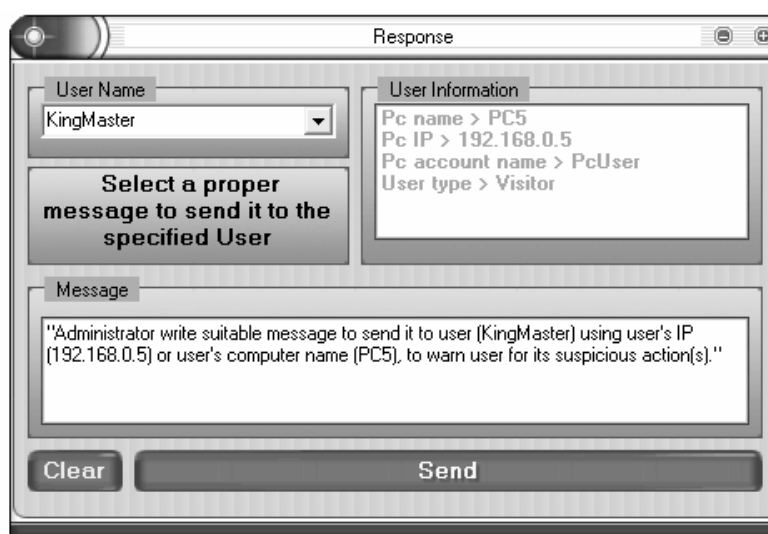 Response
User Name
KingMaster
Select a proper
message to send it to the
specified User
User Information
Pc name > PC5
Pc IP > 192.168.0.5
Pc account name > PcUser
User type > Visitor
Message
"Administrator write suitable message to send it to user (KingMaster) using user's IP
(192.168.0.5) or user's computer name (PC5), to warn user for its suspicious action(s)."
Clear
Send